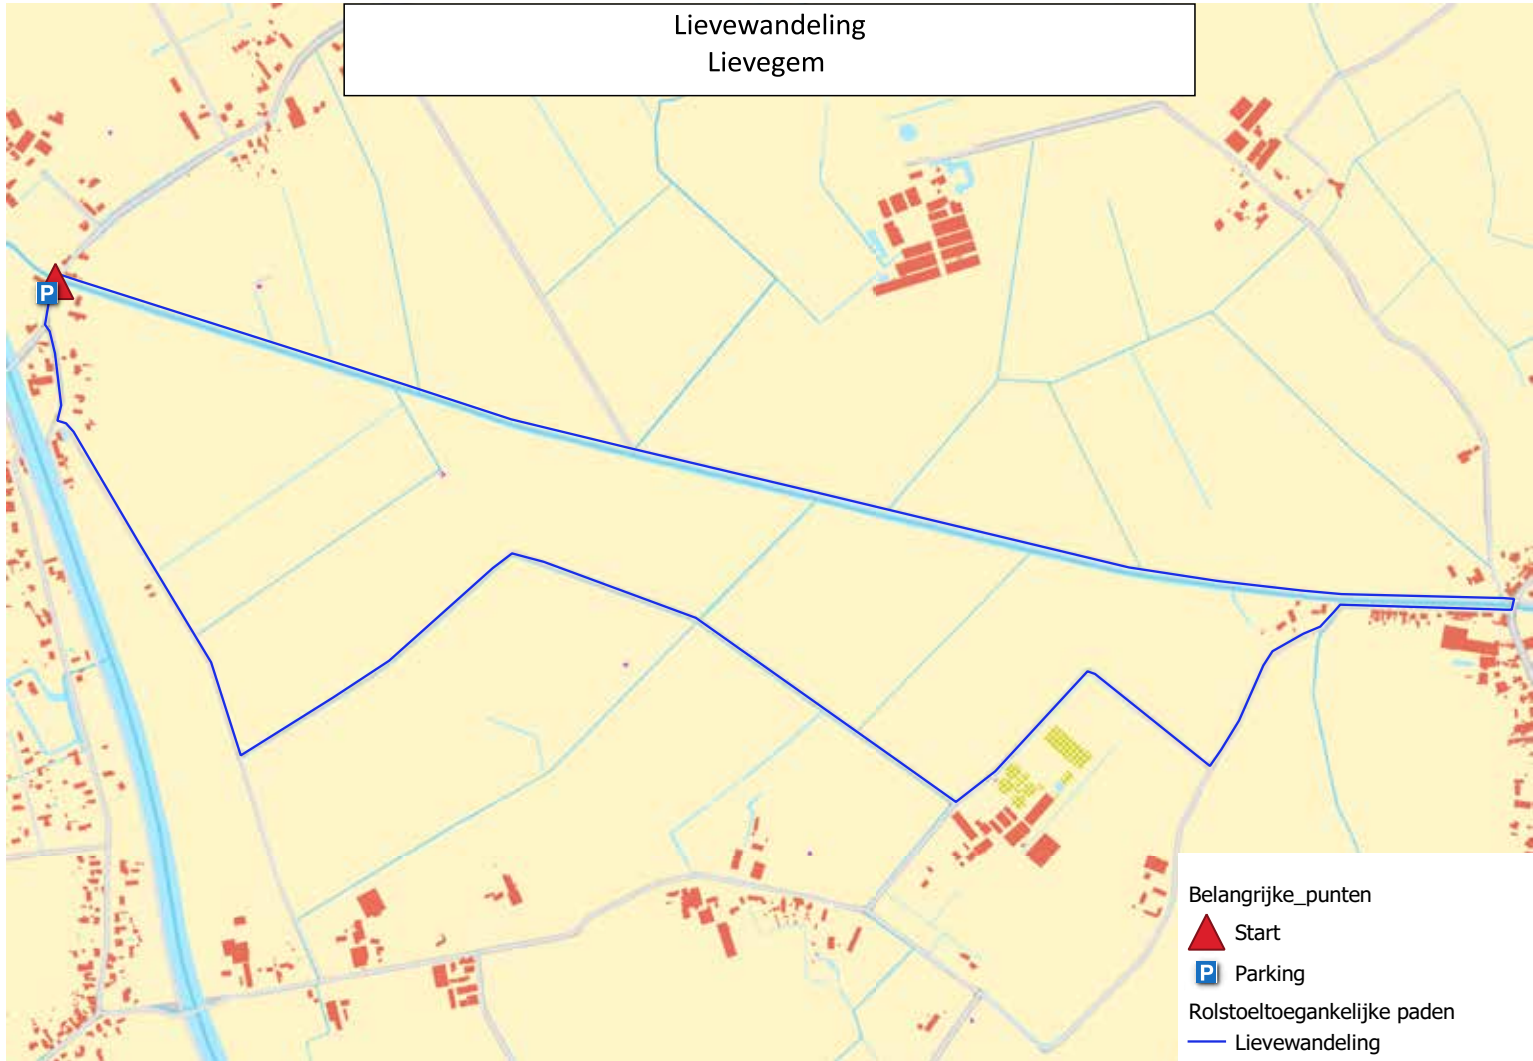 Lievewandeling
Lievegem
P
Belangrijke_punten
Start
P Parking
Rolstoeltoegankelijke paden
Lievewandeling